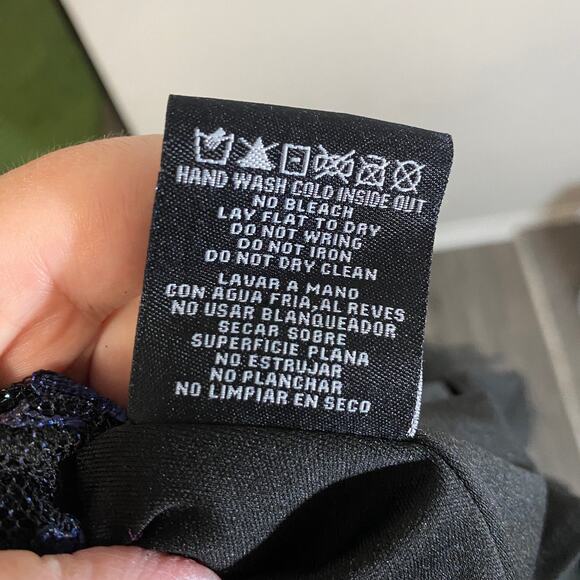 HAND WASH COLD INSIDE OUT
NO BLEACH
LAY FLAT TO DRY
DO NOT WRING
DO NOT IRON
DO NOT DRY CLEAN
LAVAR A MANO
CON AGUA FRIA,AL REVES
NO USAR BLANQUEADOR
SECAR SOBRE
SUPERFICIE PLANA
NO ESTRUJAR
NO PLANCHAR
NO LIMPIAR EN SECO